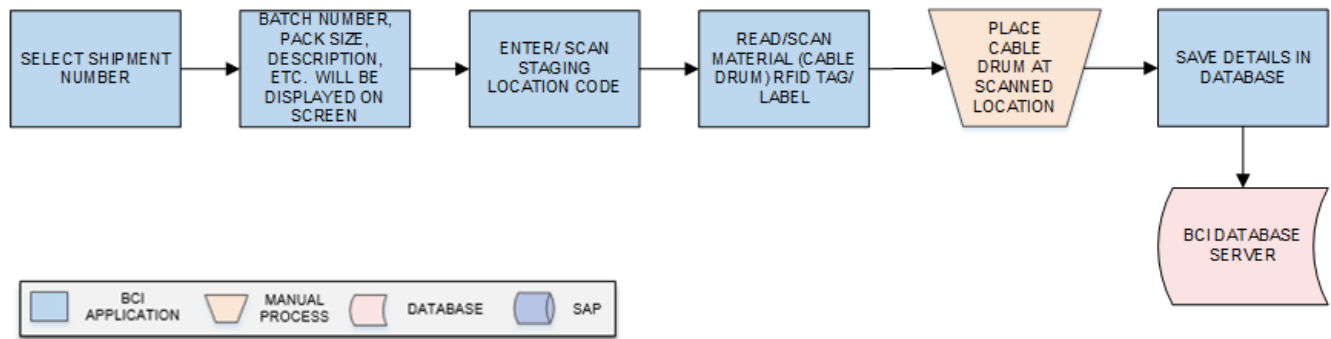 SELECT SHIPMENT
NUMBER
BATCH NUMBER,
PACK SIZE,
DESCRIPTION,
ETC. WILL BE
DISPLAYED ON
SCREEN
ENTER/ SCAN
STAGING
LOCATION CODE
READ/SCAN
MATERIAL (CABLE
DRUM) RFID TAG/
LABEL
PLACE
CABLE
DRUM AT
SCANNED
LOCATION
SAVE DETAILS IN
DATABASE
BCI DATABASE
SERVER
BCI
APPLICATION
MANUAL
PROCESS
DATABASE
SAP